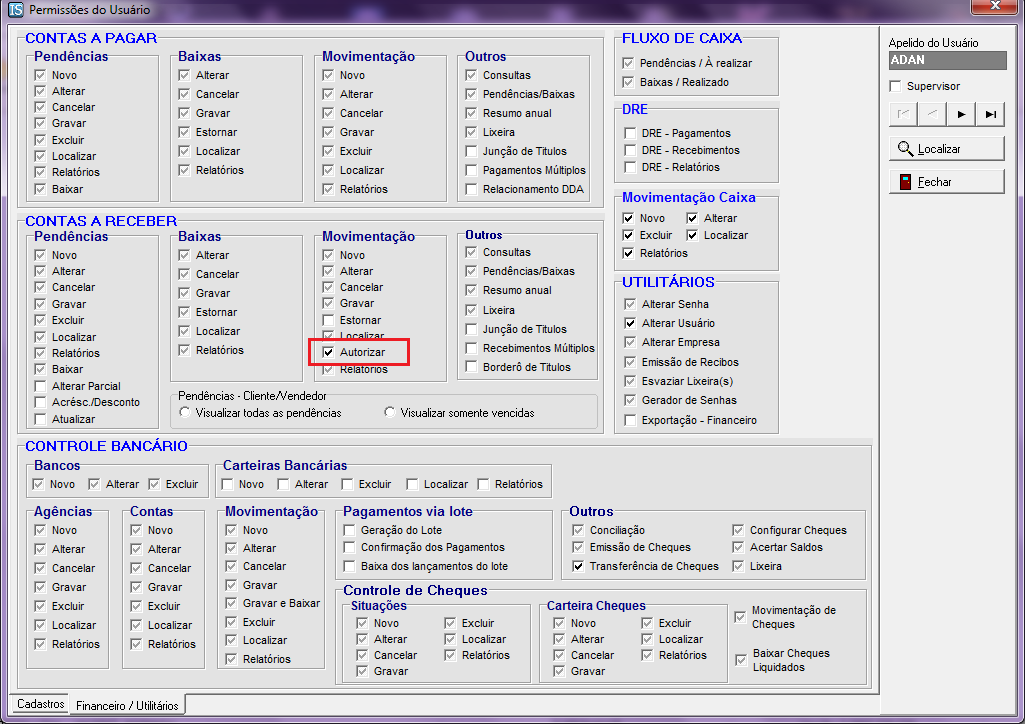 Permissões do Usuário
CONTAS A PAGAR
Pendências
Novo
Alterar
Cancelar
Gravar
Excluir
Localizar
Relatórios
Baixar
Baixas
Alterar
Cancelar
Gravar
Estornar
Localizar
Relatórios
Movimentação
Novo
Alterar
Cancelar
Gravar
Excluir
Localizar
Relatórios
Outros
Consultas
Pendências/Baixas
Resumo anual
Lixeira
Junção de Titulos
Pagamentos Múltiplos
Relacionamento DDA
CONTAS A RECEBER
Pendências
Novo
Alterar
Cancelar
Gravar
Excluir
Localizar
Relatórios
Baixar
Alterar Parcial
Acrésc./Desconto
Atualizar
Baixas
Alterar
Cancelar
Gravar
Estornar
Localizar
Relatórios
Movimentação
Novo
Alterar
Cancelar
Gravar
Estornar
Localizar
Autorizar
Relatórios
Outros
Consultas
Pendências/Baixas
Resumo anual
Lixeira
Junção de Titulos
Recebimentos Múltiplos
Borderô de Titulos
Pendências - Cliente/Vendedor
Visualizar todas as pendências
Visualizar somente vencidas
FLUXO DE CAIXA
Pendências / À realizar
Baixas / Realizado
DRE
DRE - Pagamentos
DRE - Recebimentos
DRE - Relatórios
Movimentação Caixa
Novo Alterar
Excluir Localizar
Relatórios
UTILITÁRIOS
Alterar Senha
Alterar Usuário
Alterar Empresa
Emissão de Recibos
Esvaziar Lixeira(s)
Gerador de Senhas
Exportação - Financeiro
CONTROLE BANCÁRIO
Bancos
Novo Alterar Excluir
Carteiras Bancárias
Novo Alterar Excluir Localizar Relatórios
Agências
Novo
Alterar
Cancelar
Gravar
Excluir
Localizar
Relatórios
Contas
Novo
Alterar
Cancelar
Gravar
Excluir
Localizar
Relatórios
Movimentação
Novo
Alterar
Cancelar
Gravar
Gravar e Baixar
Excluir
Localizar
Relatórios
Pagamentos via lote
Geração do Lote
Confirmação dos Pagamentos
Baixa dos lançamentos do lote
Outros
Conciliação
Emissão de Cheques
Transferência de Cheques
Configurar Cheques
Acertar Saldos
Lixeira
Controle de Cheques
Situações
Novo
Alterar
Cancelar
Gravar
Excluir
Localizar
Relatórios
Carteira Cheques
Novo
Alterar
Cancelar
Gravar
Excluir
Localizar
Relatórios
Movimentação de
Cheques
Baixar Cheques
Liquidados
Apelido do Usuário
ADAN
Supervisor
Localizar
Fechar
Cadastros
Financeiro / Utilitários